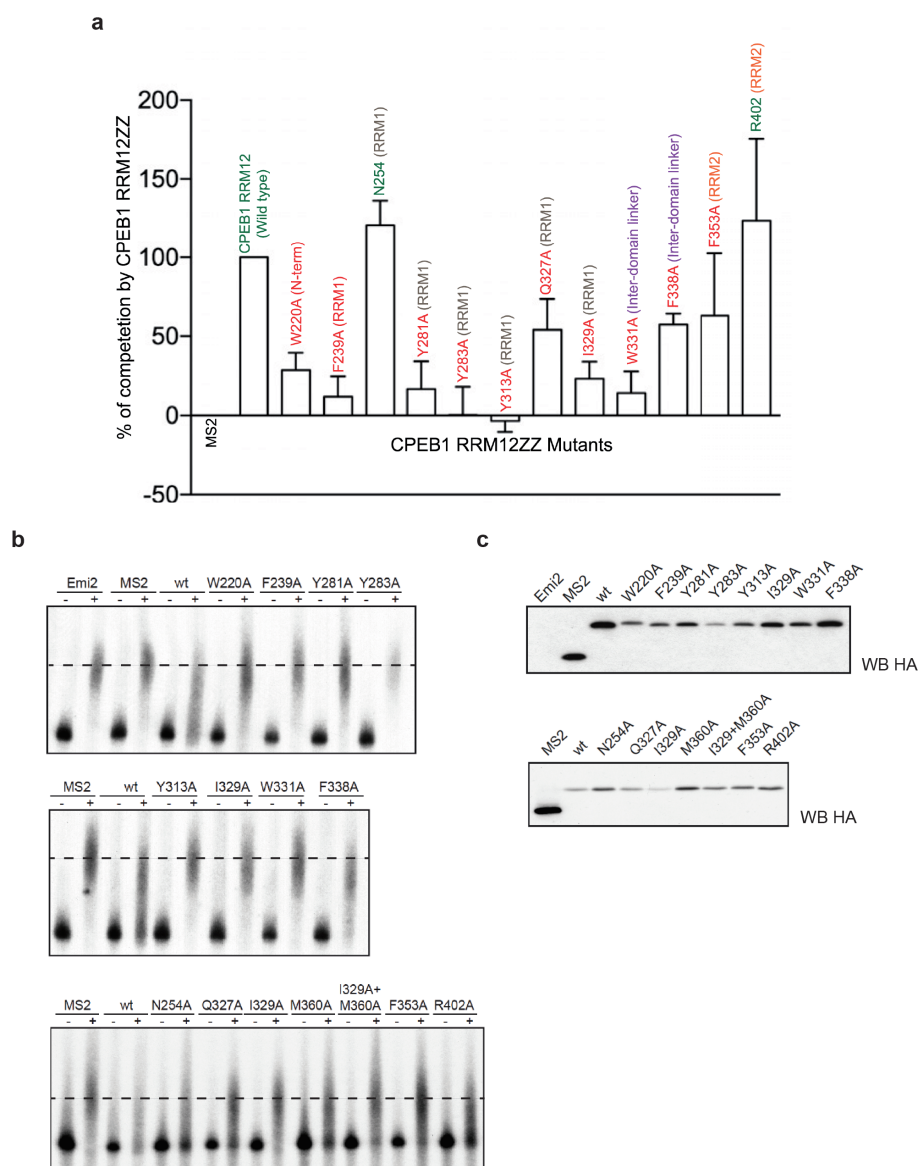 a
% of competetion by CPEB1 RRM12ZZ
200
150
100
50
0
-50
MS2
CPEB1 RRM12
(Wild type)
W220A (N-term)
F239A (RRM1)
N254 (RRM1)
Y281A (RRM1)
Y283A (RRM1)
Y313A (RRM1)
Q327A (RRM1)
I329A (RRM1)
W331A (Inter-domain linker)
F338A (Inter-domain linker)
F353A (RRM2)
R402 (RRM2)
CPEB1 RRM12ZZ Mutants
b
Emi2 MS2 wt W220A F239A Y281A Y283A
- + - + - + - + - + - + - +
MS2 wt Y313A I329A W331A F338A
- + - + - + - + - + - +
I329A+
MS2 wt N254A Q327A I329A M360A M360A F353A R402A
- + - + - + - + - + - + - + - + - +
c
Emi2 MS2 wt W220A F239A Y281A Y283A Y313A I329A W331A F338A
WB HA
MS2 wt N254A Q327A I329A M360A I329+M360A F353A R402A
WB HA